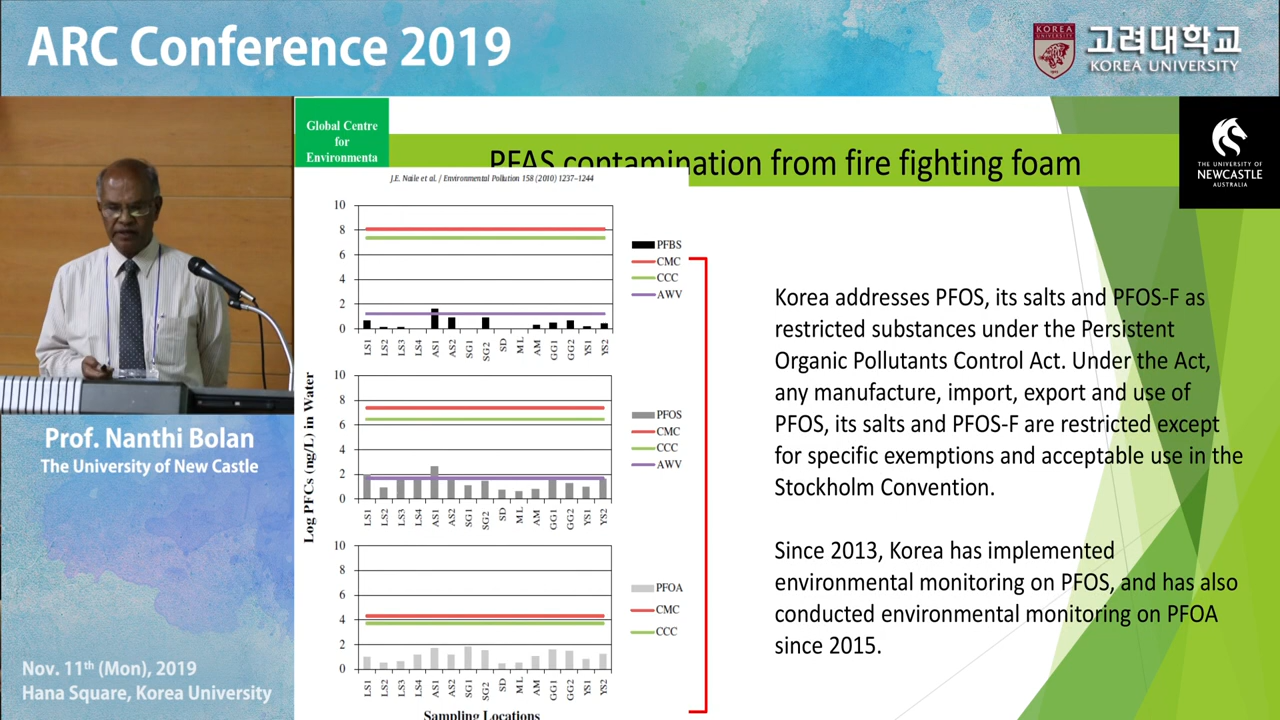 ARC Conference 2019
KOREA
UNIVERSITY
고려대학교
KOREA UNIVERSITY
Global Centre
for
Environmenta
PFAS contamination from fire fighting foam
THE UNIVERSITY OF
NEWCASTLE
AUSTRALIA
J.E. Naile et al. / Environmental Pollution 158 (2010) 1237–1244
Log PFCs (ng/L) in Water
10
8
6
4
2
0
LS1 LS2 LS3 LS4 AS1 AS2 SG1 SG2 SD ML AM GG1 GG2 YS1 YS2
PFBS
CMC
CCC
AWV
10
8
6
4
2
0
LS1 LS2 LS3 LS4 AS1 AS2 SG1 SG2 SD ML AM GG1 GG2 YS1 YS2
PFOS
CMC
CCC
AWV
10
8
6
4
2
0
LS1 LS2 LS3 LS4 AS1 AS2 SG1 SG2 SD ML AM GG1 GG2 YS1 YS2
PFOA
CMC
CCC
Sampling Locations
Korea addresses PFOS, its salts and PFOS-F as
restricted substances under the Persistent
Organic Pollutants Control Act. Under the Act,
any manufacture, import, export and use of
PFOS, its salts and PFOS-F are restricted except
for specific exemptions and acceptable use in the
Stockholm Convention.
Since 2013, Korea has implemented
environmental monitoring on PFOS, and has also
conducted environmental monitoring on PFOA
since 2015.
Prof. Nanthi Bolan
The University of New Castle
Nov. 11th (Mon), 2019
Hana Square, Korea University